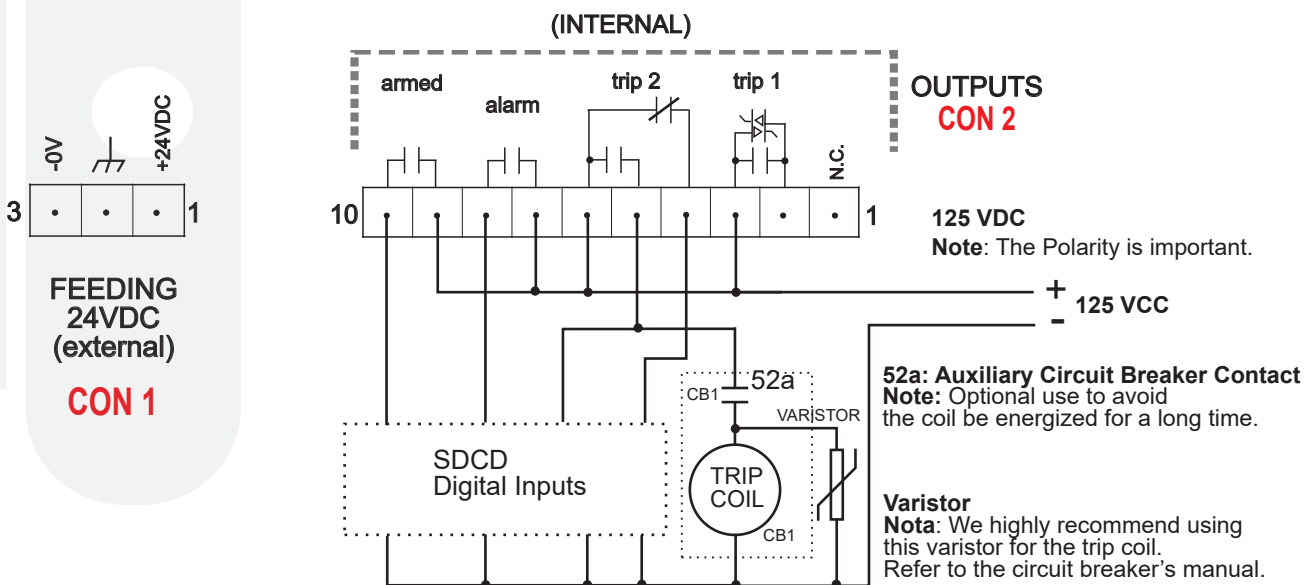 (INTERNAL)
armed
alarm
trip 2
trip 1
N.C.
OUTPUTS
CON 2
-0V
+24VDC
3
1
FEEDING
24VDC
(external)
CON 1
10
1
125 VDC
Note: The Polarity is important.
+
125 VCC
-
52a
CB1
VARISTOR
TRIP
COIL
CB1
SDCD
Digital Inputs
52a: Auxiliary Circuit Breaker Contact
Note: Optional use to avoid
the coil be energized for a long time.
Varistor
Nota: We highly recommend using
this varistor for the trip coil.
Refer to the circuit breaker's manual.